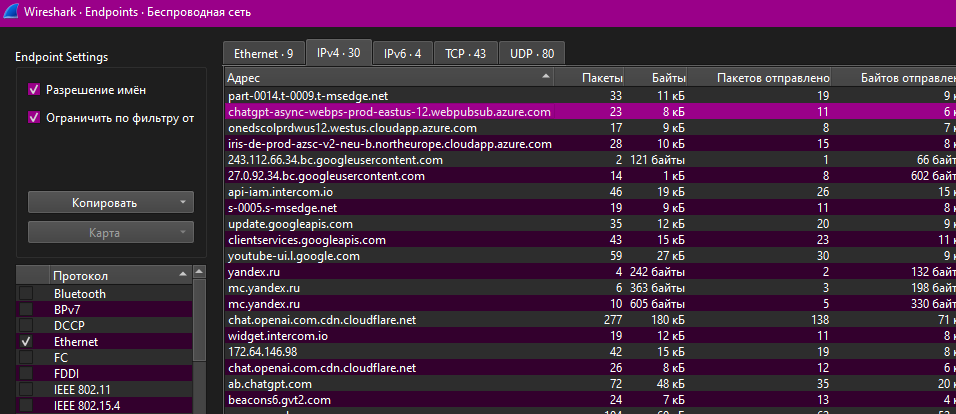 Wireshark · Endpoints · Беспроводная сеть
Endpoint Settings
Разрешение имён
Ограничить по фильтру от
Копировать
Карта
Протокол
Bluetooth
BPv7
DCCP
Ethernet
FC
FDDI
IEEE 802.11
IEEE 802.15.4
Ethernet · 9 IPv4 · 30 IPv6 · 4 TCP · 43 UDP · 80
Адрес Пакеты Байты Пакетов отправлено Байтов отправлен
part-0014.t-0009.t-msedge.net 33 11 кБ 19 9 к
chatgpt-async-webps-prod-eastus-12.webpubsub.azure.com 23 8 кБ 11 6 к
onedscolprdwus12.westus.cloudapp.azure.com 17 9 кБ 8 7 к
iris-de-prod-azsc-v2-neu-b.northeurope.cloudapp.azure.com 28 10 кБ 15 8 к
243.112.66.34.bc.googleusercontent.com 2 121 байты 1 66 байт
27.0.92.34.bc.googleusercontent.com 14 1 кБ 8 602 байт
api-iam.intercom.io 46 19 кБ 26 15 к
s-0005.s-msedge.net 19 9 кБ 11 8 к
update.googleapis.com 35 12 кБ 20 9 к
clientservices.googleapis.com 43 15 кБ 23 11 к
youtube-ui.l.google.com 59 27 кБ 30 9 к
yandex.ru 4 242 байты 2 132 байт
mc.yandex.ru 6 363 байты 3 198 байт
mc.yandex.ru 10 605 байты 5 330 байт
chat.openai.com.cdn.cloudflare.net 277 180 кБ 138 71 к
widget.intercom.io 19 12 кБ 11 8 к
172.64.146.98 42 15 кБ 19 8 к
chat.openai.com.cdn.cloudflare.net 26 8 кБ 12 6 к
ab.chatgpt.com 72 48 кБ 35 20 к
beacons6.gvt2.com 24 7 кБ 13 4 к